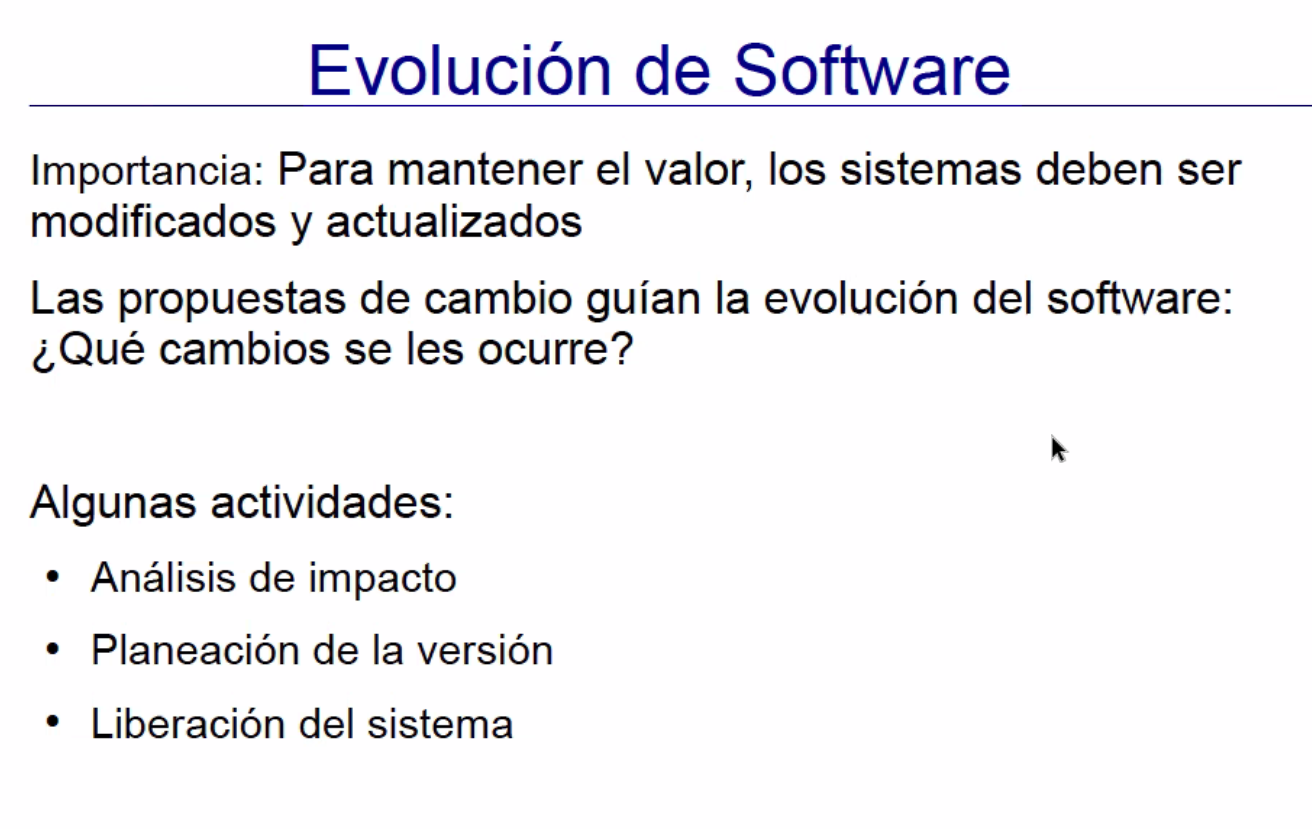 Evolución de Software
Importancia: Para mantener el valor, los sistemas deben ser
modificados y actualizados
Las propuestas de cambio guían la evolución del software:
¿Qué cambios se les ocurre?
Algunas actividades:
• Análisis de impacto
• Planeación de la versión
• Liberación del sistema